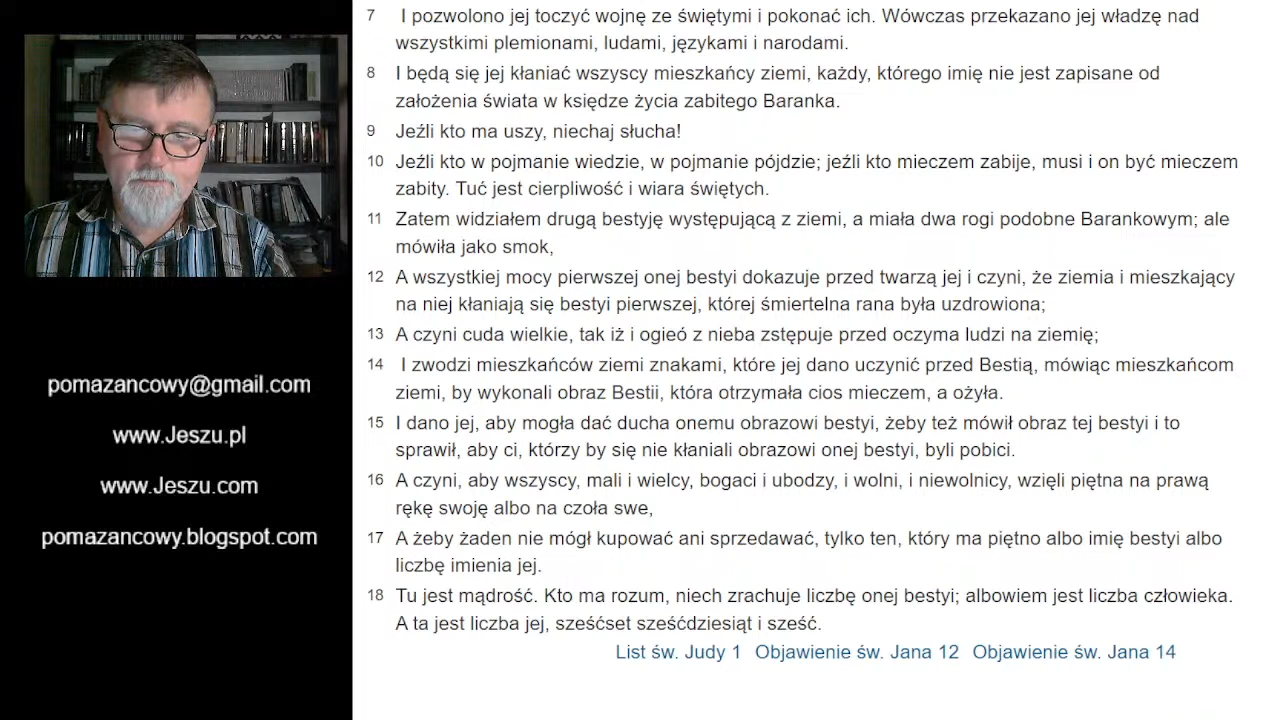 pomazancowy@gmail.com
www.Jeszu.pl
www.Jeszu.com
pomazancowy.blogspot.com
7 I pozwolono jej toczyć wojnę ze świętymi i pokonać ich. Wówczas przekazano jej władzę nad
wszystkimi plemionami, ludami, językami i narodami.
8 I będą się jej kłaniać wszyscy mieszkańcy ziemi, każdy, którego imię nie jest zapisane od
założenia świata w księdze życia zabitego Baranka.
9 Jeźli kto ma uszy, niechaj słucha!
10 Jeźli kto w pojmanie wiedzie, w pojmanie pójdzie; jeźli kto mieczem zabije, musi i on być mieczem
zabity. Tuć jest cierpliwość i wiara świętych.
11 Zatem widziałem drugą bestyję występującą z ziemi, a miała dwa rogi podobne Barankowym; ale
mówiła jako smok,
12 A wszystkiej mocy pierwszej onej bestyi dokazuje przed twarzą jej i czyni, że ziemia i mieszkający
na niej kłaniają się bestyi pierwszej, której śmiertelna rana była uzdrowiona;
13 A czyni cuda wielkie, tak iż i ogieó z nieba zstępuje przed oczyma ludzi na ziemię;
14 I zwodzi mieszkańców ziemi znakami, które jej dano uczynić przed Bestią, mówiąc mieszkańcom
ziemi, by wykonali obraz Bestii, która otrzymała cios mieczem, a ożyła.
15 I dano jej, aby mogła dać ducha onemu obrazowi bestyi, żeby też mówił obraz tej bestyi i to
sprawił, aby ci, którzy by się nie kłaniali obrazowi onej bestyi, byli pobici.
16 A czyni, aby wszyscy, mali i wielcy, bogaci i ubodzy, i wolni, i niewolnicy, wzięli piętna na prawą
rękę swoję albo na czoła swe,
17 A żeby żaden nie mógł kupować ani sprzedawać, tylko ten, który ma piętno albo imię bestyi albo
liczbę imienia jej.
18 Tu jest mądrość. Kto ma rozum, niech zrachuje liczbę onej bestyi; albowiem jest liczba człowieka.
A ta jest liczba jej, sześćset sześćdziesiąt i sześć.
List św. Judy 1 Objawienie św. Jana 12 Objawienie św. Jana 14